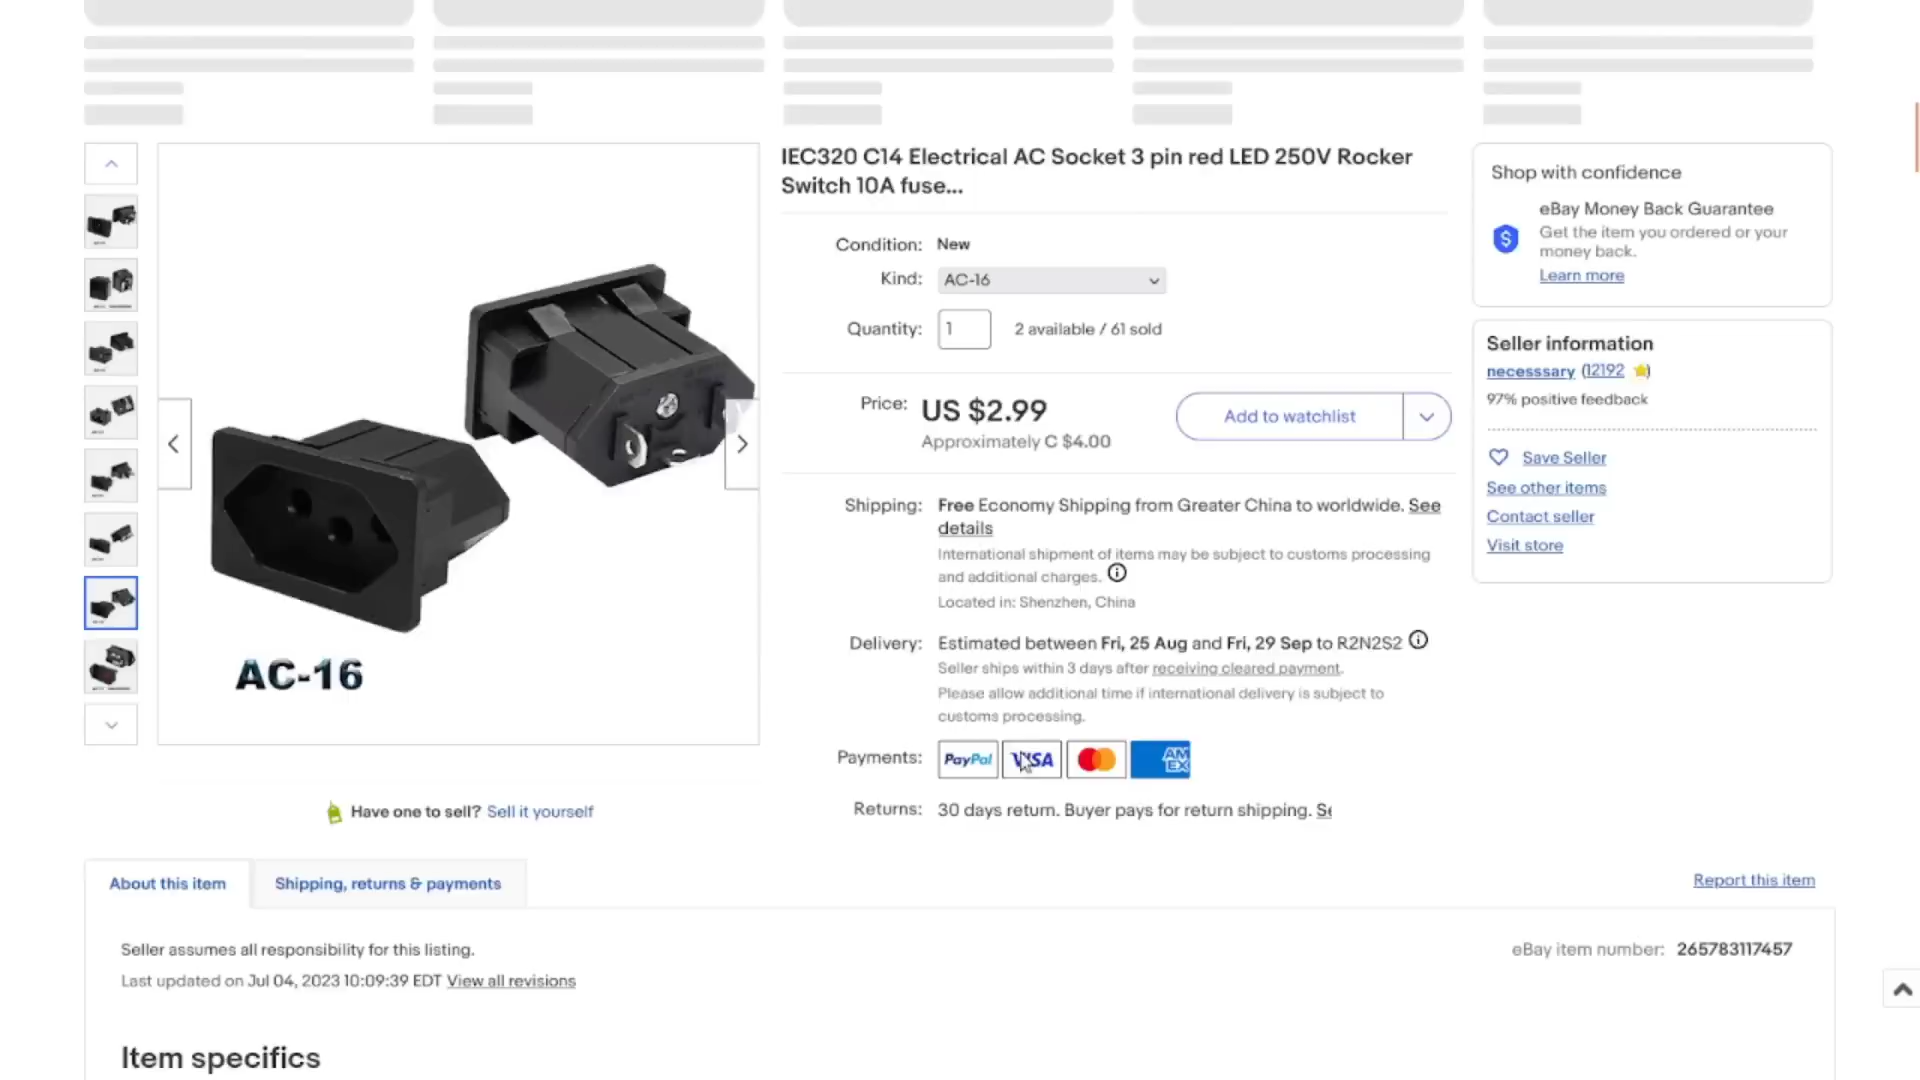 IEC320 C14 Electrical AC Socket 3 pin red LED 250V Rocker
Switch 10A fuse...
Condition: New
Kind: AC-16
Quantity: 1 2 available / 61 sold
Price: US $2.99
Approximately C $4.00
Add to watchlist
Shipping: Free Economy Shipping from Greater China to worldwide. See
details
International shipment of items may be subject to customs processing
and additional charges.
Located in: Shenzhen, China
Delivery: Estimated between Fri, 25 Aug and Fri, 29 Sep to R2N2S2
Seller ships within 3 days after receiving cleared payment.
Please allow additional time if international delivery is subject to
customs processing.
Payments: PayPal VISA AM EX
Returns: 30 days return. Buyer pays for return shipping.
AC-16
Have one to sell? Sell it yourself
Shop with confidence
eBay Money Back Guarantee
Get the item you ordered or your
money back.
Learn more
Seller information
necesssary (12192)
97% positive feedback
Save Seller
See other items
Contact seller
Visit store
About this item
Shipping, returns & payments
Report this item
Seller assumes all responsibility for this listing.
Last updated on Jul 04, 2023 10:09:39 EDT View all revisions
eBay item number: 265783117457
Item specifics